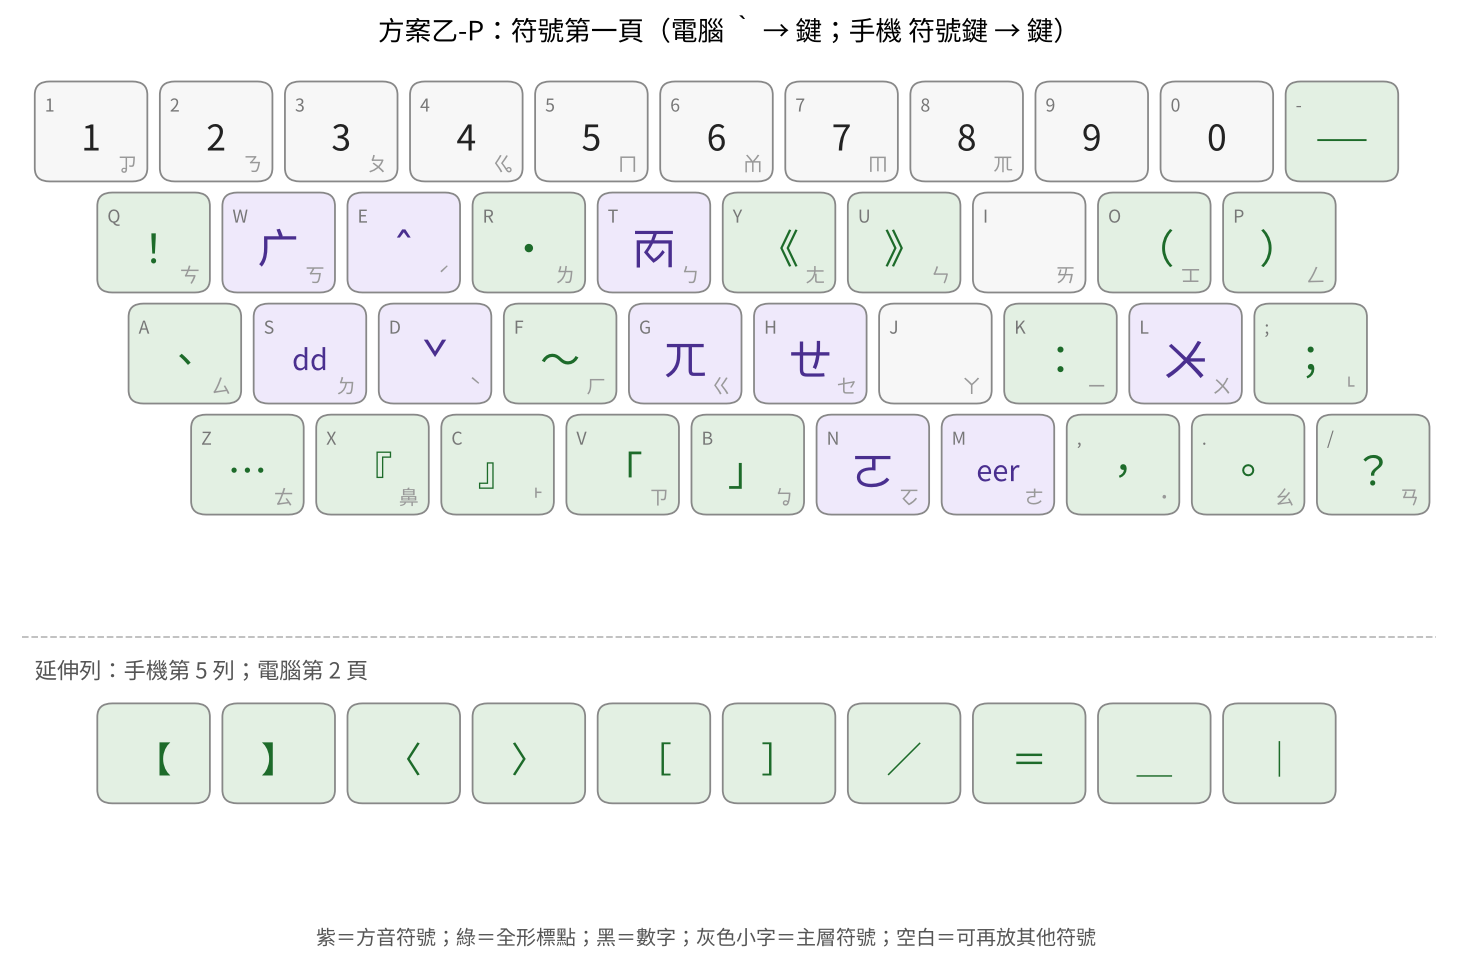 方案乙-P：符號第一頁（電腦 ` → 鍵；手機 符號鍵 → 鍵）
1 2 3 4 5 6 7 8 9 0 -
1 2 3 4 5 6 7 8 9 0 —
ㄗ ㄋ ㄆ ⺇ ㄇ
Q W E R T Y U I O P
！ 广 ˆ ・ 《 》 （ ）
ㄘ ㄎ ˊ ㄌ ㄅ ㄤ ㄣ ㄞ ㄥ
A S D F G H J K L ;
、 dd ˇ ～ ㄍ ㄝ ： ；
ㄙ ㄉ ˋ ㄏ ㄍ ㄝ ㄚ ㄧ ㄨ
Z X C V B N M , . /
… 『 』 「 」 ㄛ eer ， 。 ？
ㄊ 鼻 ㆠ ㄛ ㄜ ˙ ㄠ ㄢ
延伸列：手機第 5 列；電腦第 2 頁
【 】 〈 〉 ［ ］ ／ ＝ ＿ ｜
紫＝方音符號；綠＝全形標點；黑＝數字；灰色小字＝主層符號；空白＝可再放其他符號